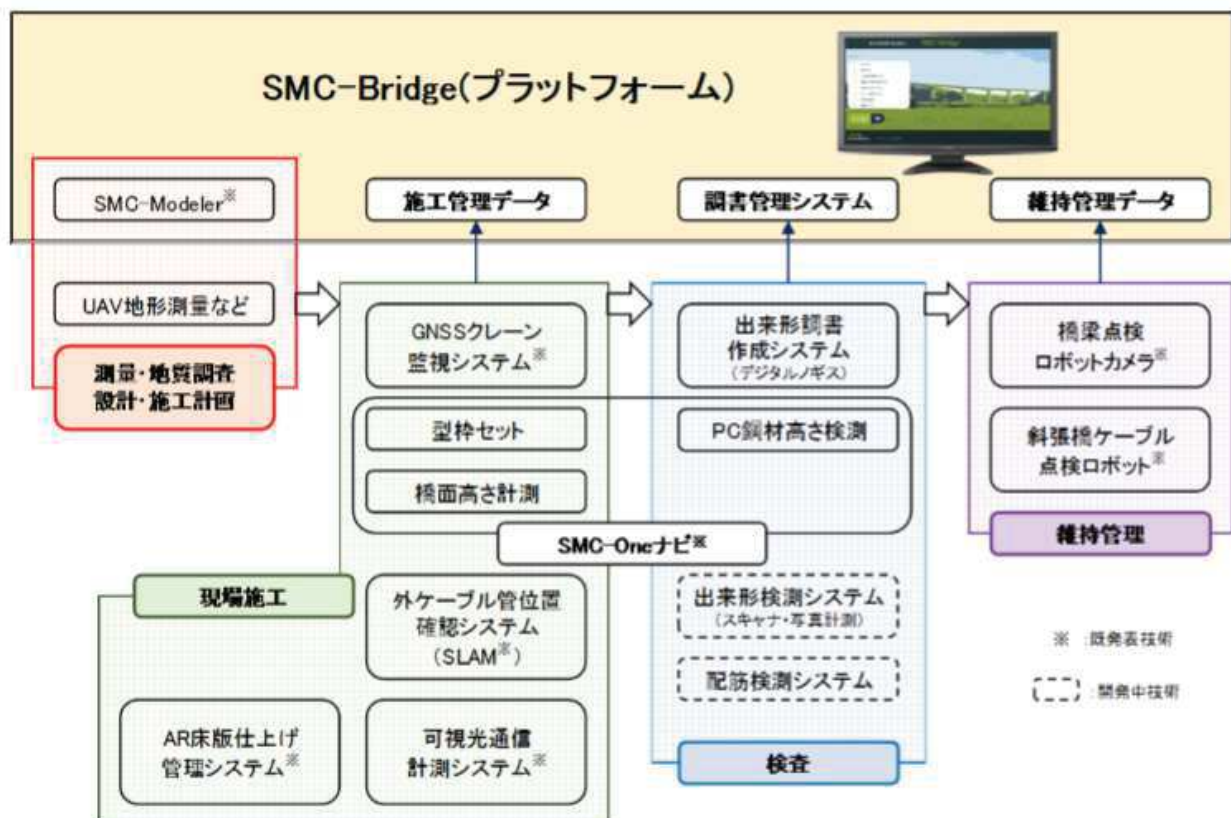 SMC-Bridge(プラットフォーム)
SMC-Modeler※
施工管理データ
調書管理システム
維持管理データ
UAV地形測量など
測量・地質調査
設計・施工計画
GNSSクレーン
監視システム※
型枠セット
橋面高さ計測
出来形調書
作成システム
(デジタルノギス)
PC鋼材高さ検測
SMC-Oneナビ※
橋梁点検
ロボットカメラ※
斜張橋ケーブル
点検ロボット※
維持管理
現場施工
外ケーブル管位置
確認システム
(SLAM※)
AR床版仕上げ
管理システム※
可視光通信
計測システム※
出来形検測システム
(スキャナ・写真計測)
配筋検測システム
検査
※ :既発表技術
:開発中技術